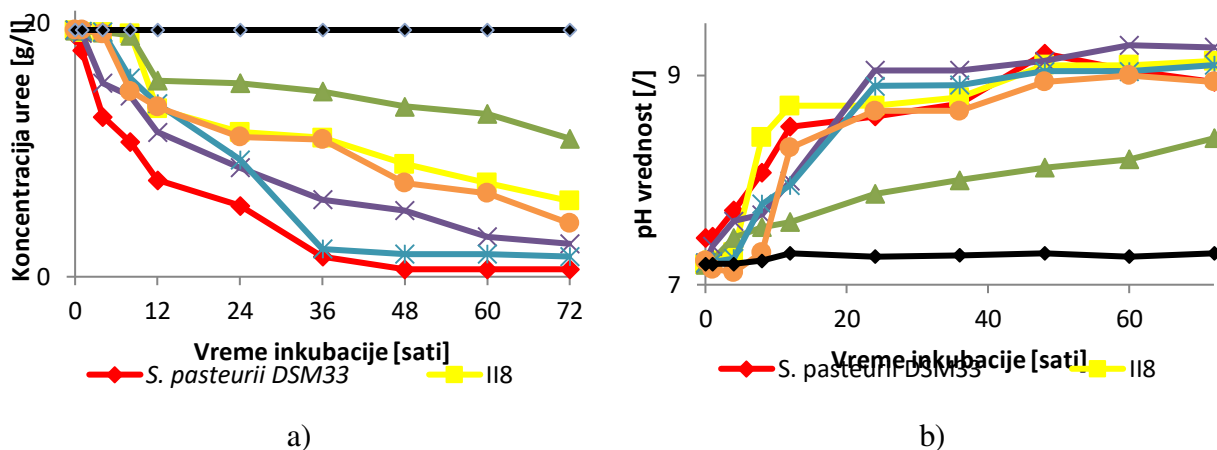 Koncentracija uree [g/l]
20
0
0 12 24 36 48 60 72
Vreme inkubacije [sati]
S. pasteurii DSM33 II8
a)
pH vrednost [/]
9
7
0 20 40 60
Vreme inkubacije [sati]
S. pasteurii DSM33 II8
b)